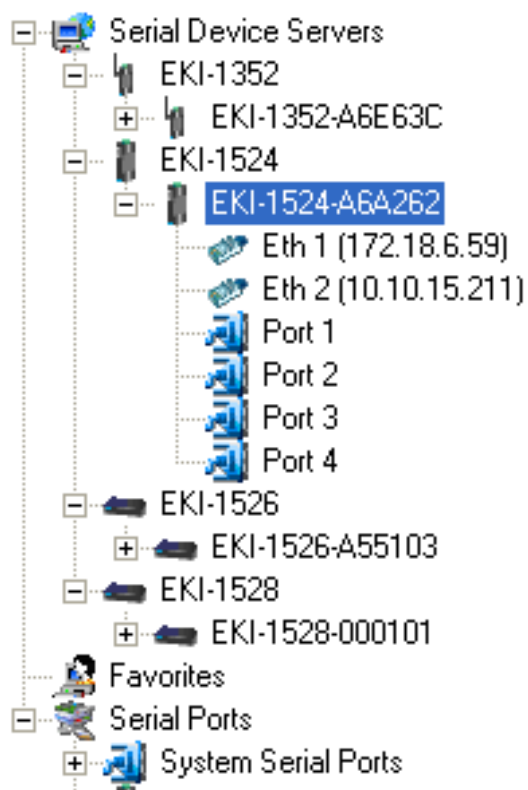 Serial Device Servers
EKI-1352
EKI-1352-A6E63C
EKI-1524
EKI-1524-A6A262
Eth 1 (172.18.6.59)
Eth 2 (10.10.15.211)
Port 1
Port 2
Port 3
Port 4
EKI-1526
EKI-1526-A55103
EKI-1528
EKI-1528-000101
Favorites
Serial Ports
System Serial Ports